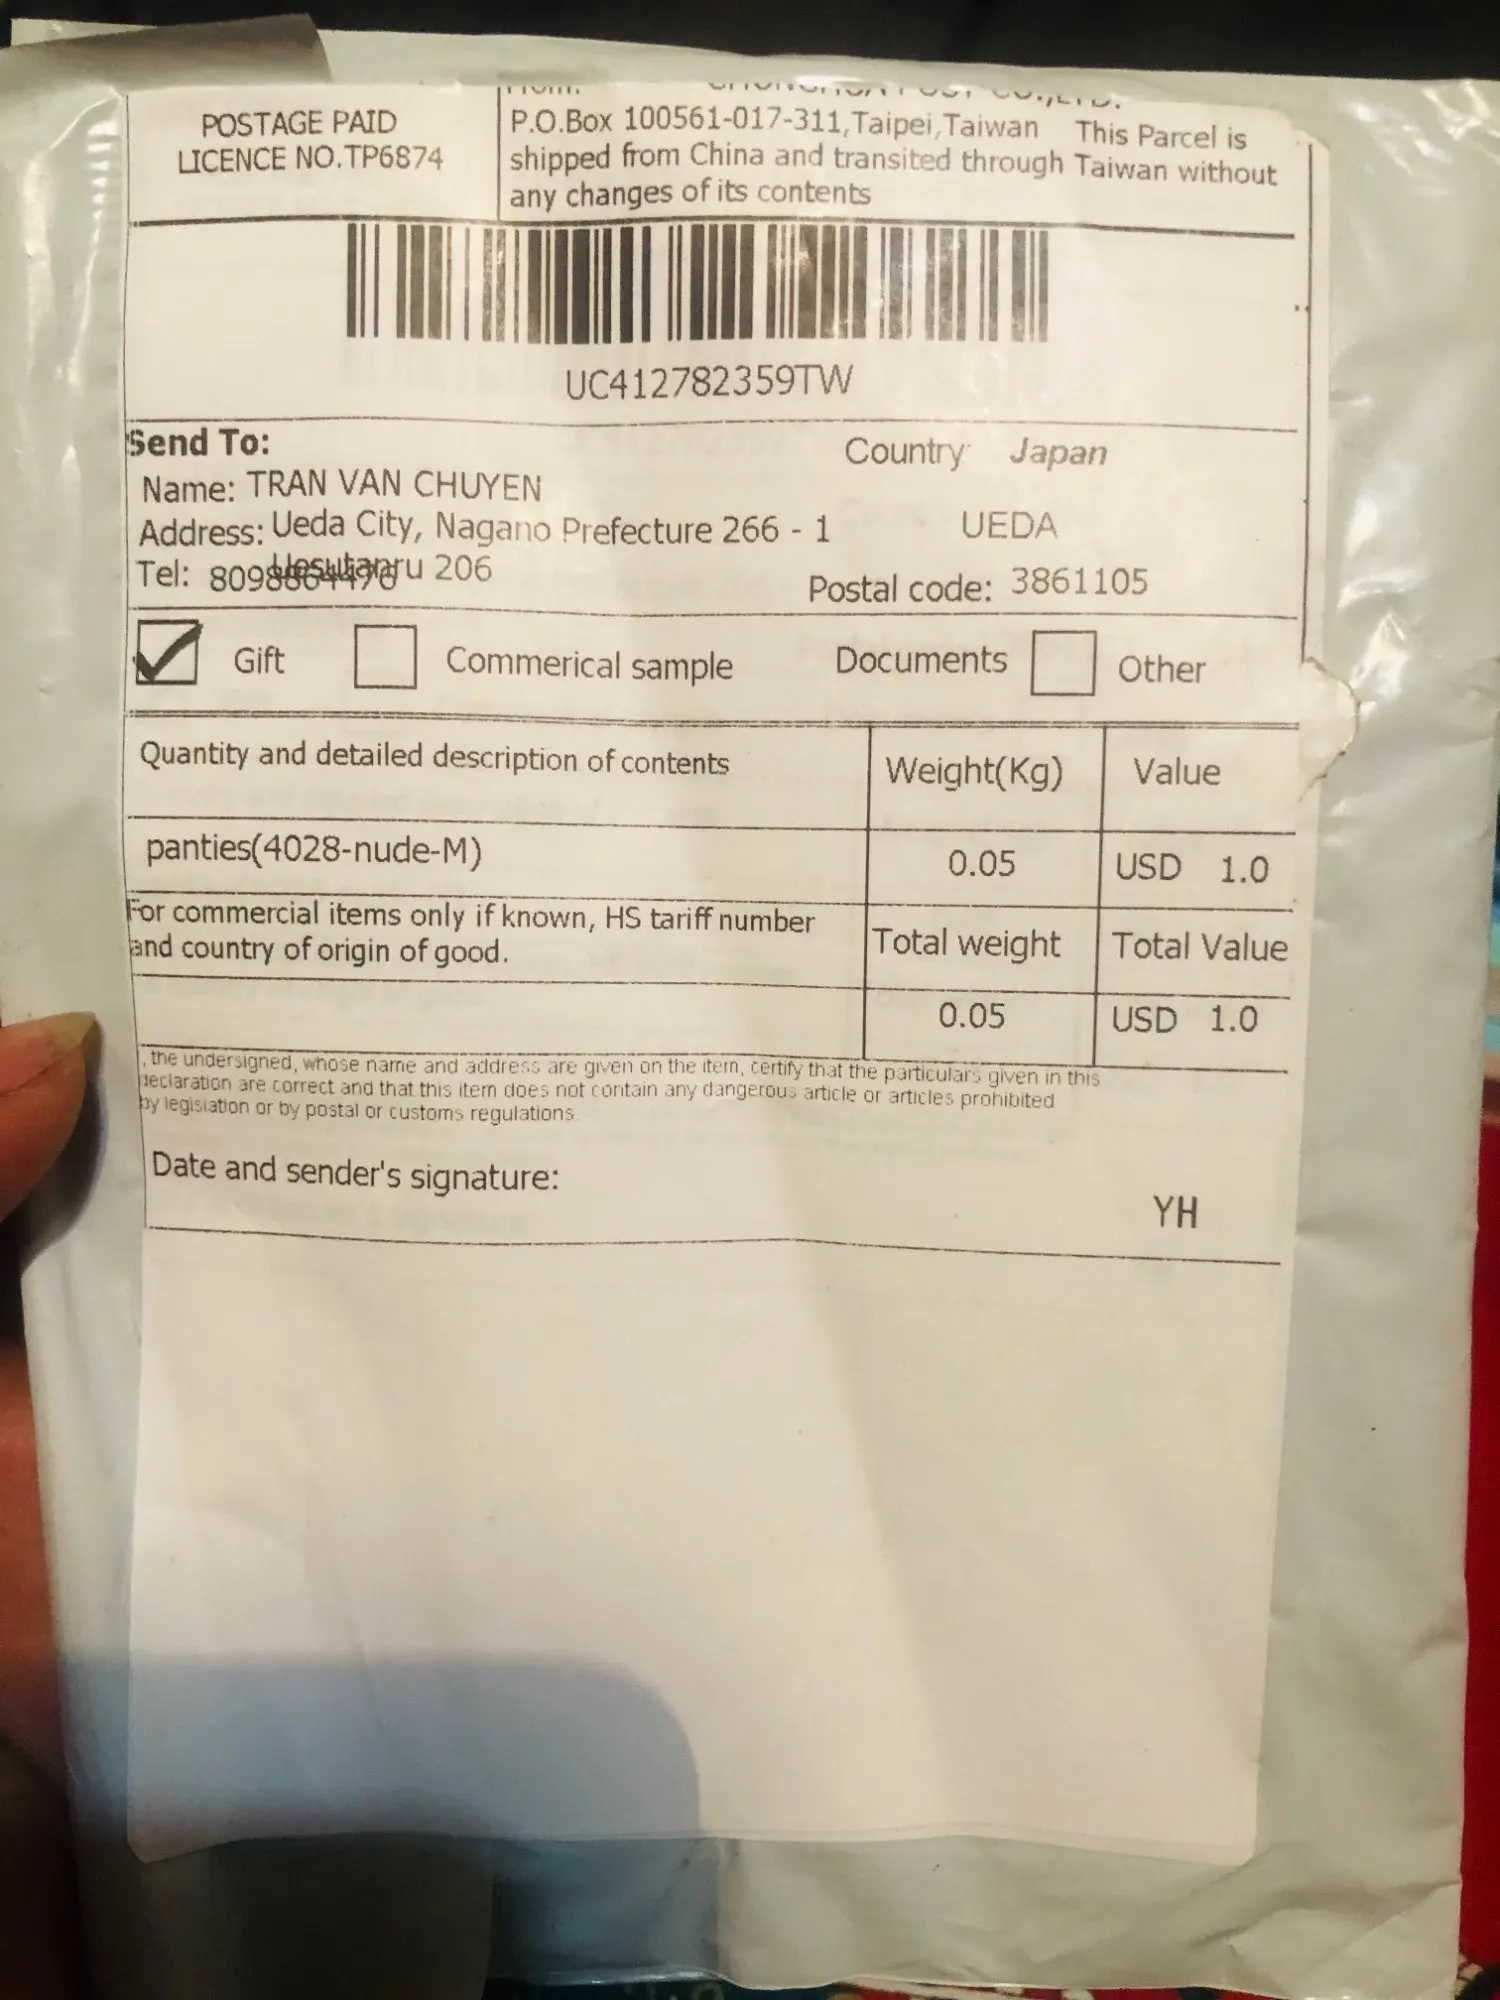 POSTAGE PAID
LICENCE NO.TP6874
P.O.Box 100561-017-311,Taipei,Taiwan This Parcel is
shipped from China and transited through Taiwan without
any changes of its contents
UC412782359TW
Send To:
Country Japan
Name: TRAN VAN CHUYEN
Address: Ueda City, Nagano Prefecture 266 - 1 UEDA
Tel: 206
Postal code: 3861105
Gift Commerical sample Documents Other
Quantity and detailed description of contents Weight(Kg) Value
panties(4028-nude-M) 0.05 USD 1.0
For commercial items only if known, HS tariff number
and country of origin of good.
Total weight Total Value
0.05 USD 1.0
, the undersigned, whose name and address are given on the item, certify that the particulars given in this
declaration are correct and that this item does not contain any dangerous article or articles prohibited
by legislation or by postal or customs regulations
Date and sender's signature:
YH